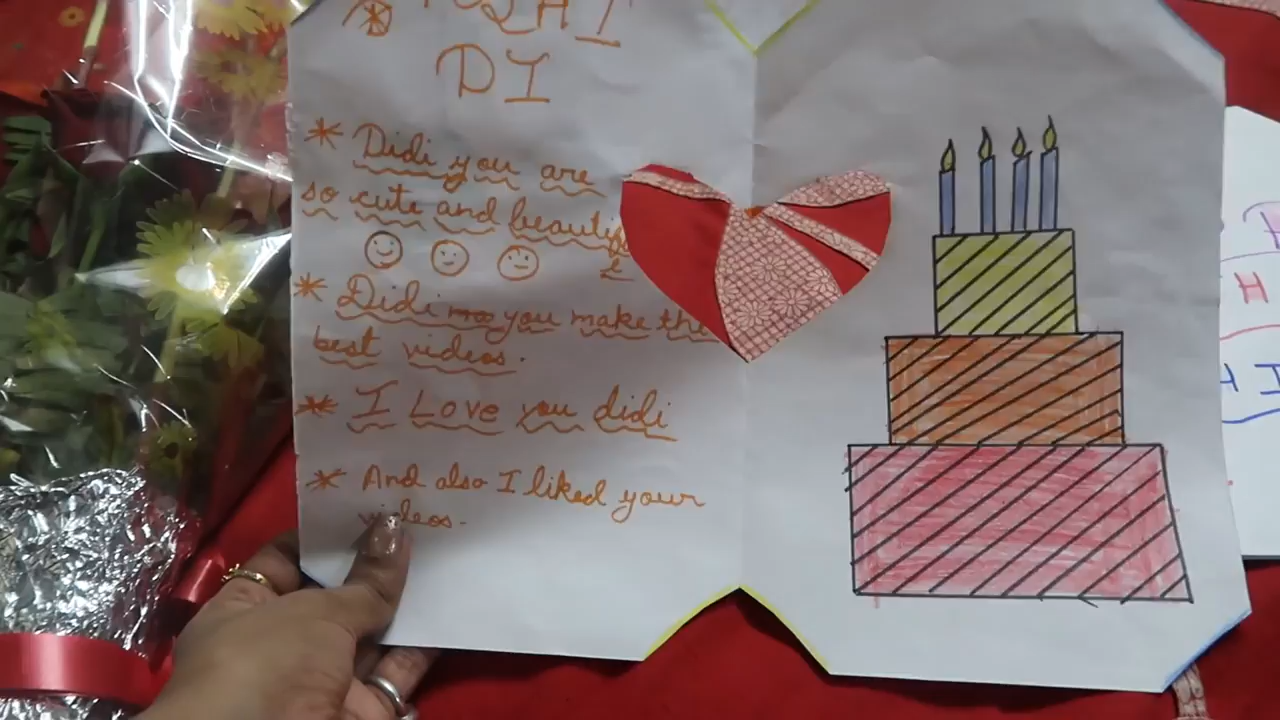 DI
* Didi you are
so cute and beautif
* Didi you make the
best videos.
* I LOVE you didi
* And also I liked your
videos.
H
HI